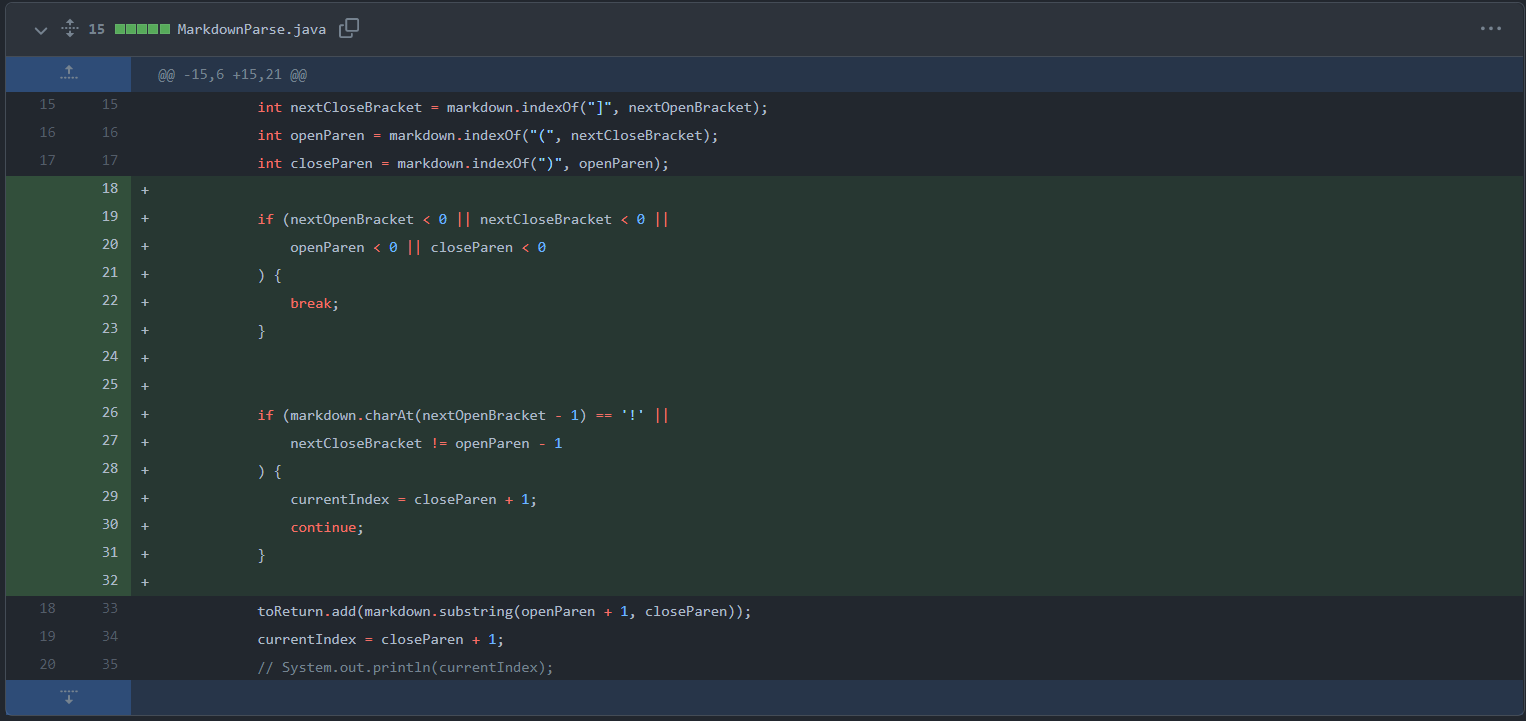 15 MarkdownParse.java
@@ -15,6 +15,21 @@
15 15 int nextCloseBracket = markdown.indexOf("]", nextOpenBracket);
16 16 int openParen = markdown.indexOf("(", nextCloseBracket);
17 17 int closeParen = markdown.indexOf(")", openParen);
18 +
19 + if (nextOpenBracket < 0 || nextCloseBracket < 0 ||
20 + openParen < 0 || closeParen < 0
21 + ) {
22 + break;
23 + }
24 +
25 +
26 + if (markdown.charAt(nextOpenBracket - 1) == '!' ||
27 + nextCloseBracket != openParen - 1
28 + ) {
29 + currentIndex = closeParen + 1;
30 + continue;
31 + }
32 +
18 33 toReturn.add(markdown.substring(openParen + 1, closeParen));
19 34 currentIndex = closeParen + 1;
20 35 // System.out.println(currentIndex);